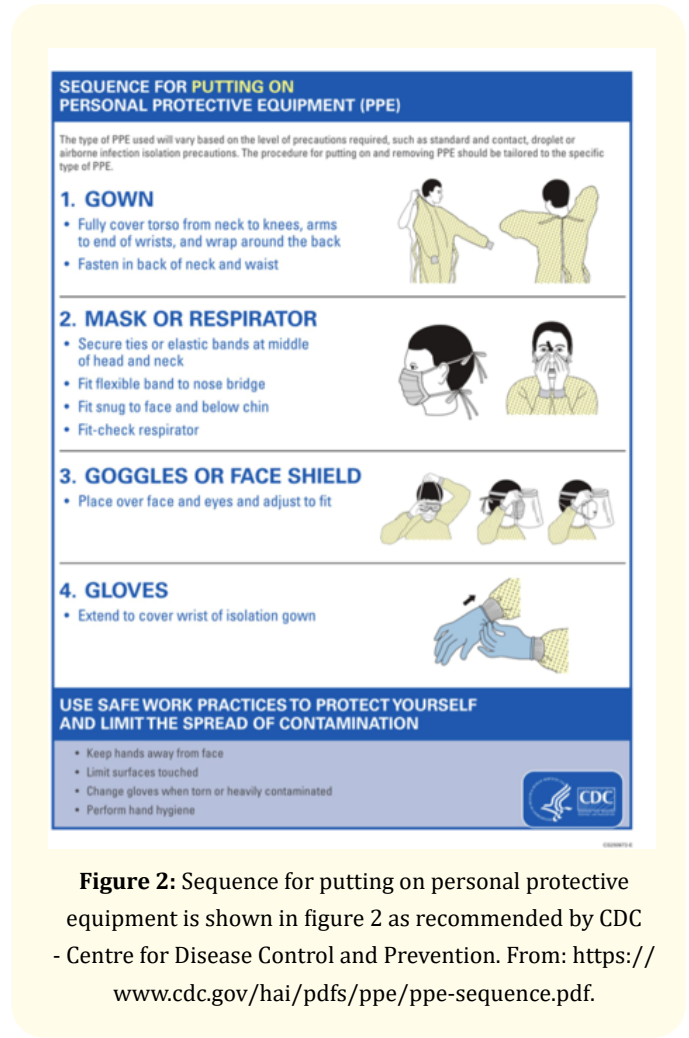 SEQUENCE FOR PUTTING ON
PERSONAL PROTECTIVE EQUIPMENT (PPE)
The type of PPE used will vary based on the level of precautions required, such as standard and contact, droplet or
airborne infection isolation precautions. The procedure for putting on and removing PPE should be tailored to the specific
type of PPE.
1. GOWN
• Fully cover torso from neck to knees, arms
to end of wrists, and wrap around the back
• Fasten in back of neck and waist
2. MASK OR RESPIRATOR
• Secure ties or elastic bands at middle
of head and neck
• Fit flexible band to nose bridge
• Fit snug to face and below chin
• Fit-check respirator
3. GOGGLES OR FACE SHIELD
• Place over face and eyes and adjust to fit
4. GLOVES
• Extend to cover wrist of isolation gown
USE SAFE WORK PRACTICES TO PROTECT YOURSELF
AND LIMIT THE SPREAD OF CONTAMINATION
• Keep hands away from face
• Limit surfaces touched
• Change gloves when torn or heavily contaminated
• Perform hand hygiene
CDC
Figure 2: Sequence for putting on personal protective
equipment is shown in figure 2 as recommended by CDC
- Centre for Disease Control and Prevention. From: https://
www.cdc.gov/hai/pdfs/ppe/ppe-sequence.pdf.